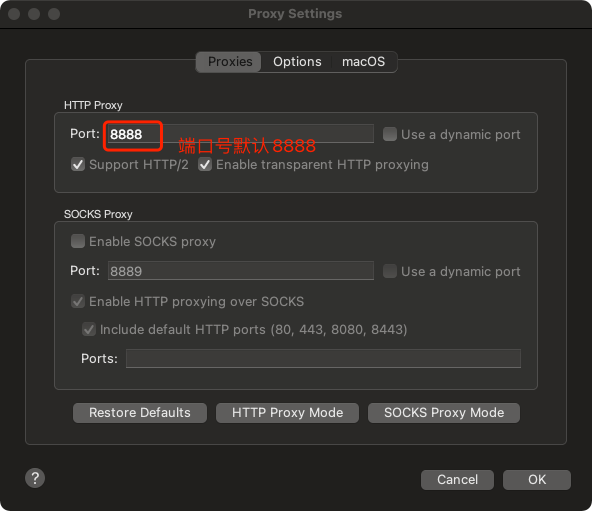 Proxy Settings
Proxies Options macOS
HTTP Proxy
Port: 8888 Use a dynamic port
端口号默认8888
Support HTTP/2 Enable transparent HTTP proxying
SOCKS Proxy
Enable SOCKS proxy
Port: 8889 Use a dynamic port
Enable HTTP proxying over SOCKS
Include default HTTP ports (80, 443, 8080, 8443)
Ports:
Restore Defaults HTTP Proxy Mode SOCKS Proxy Mode
? Cancel OK